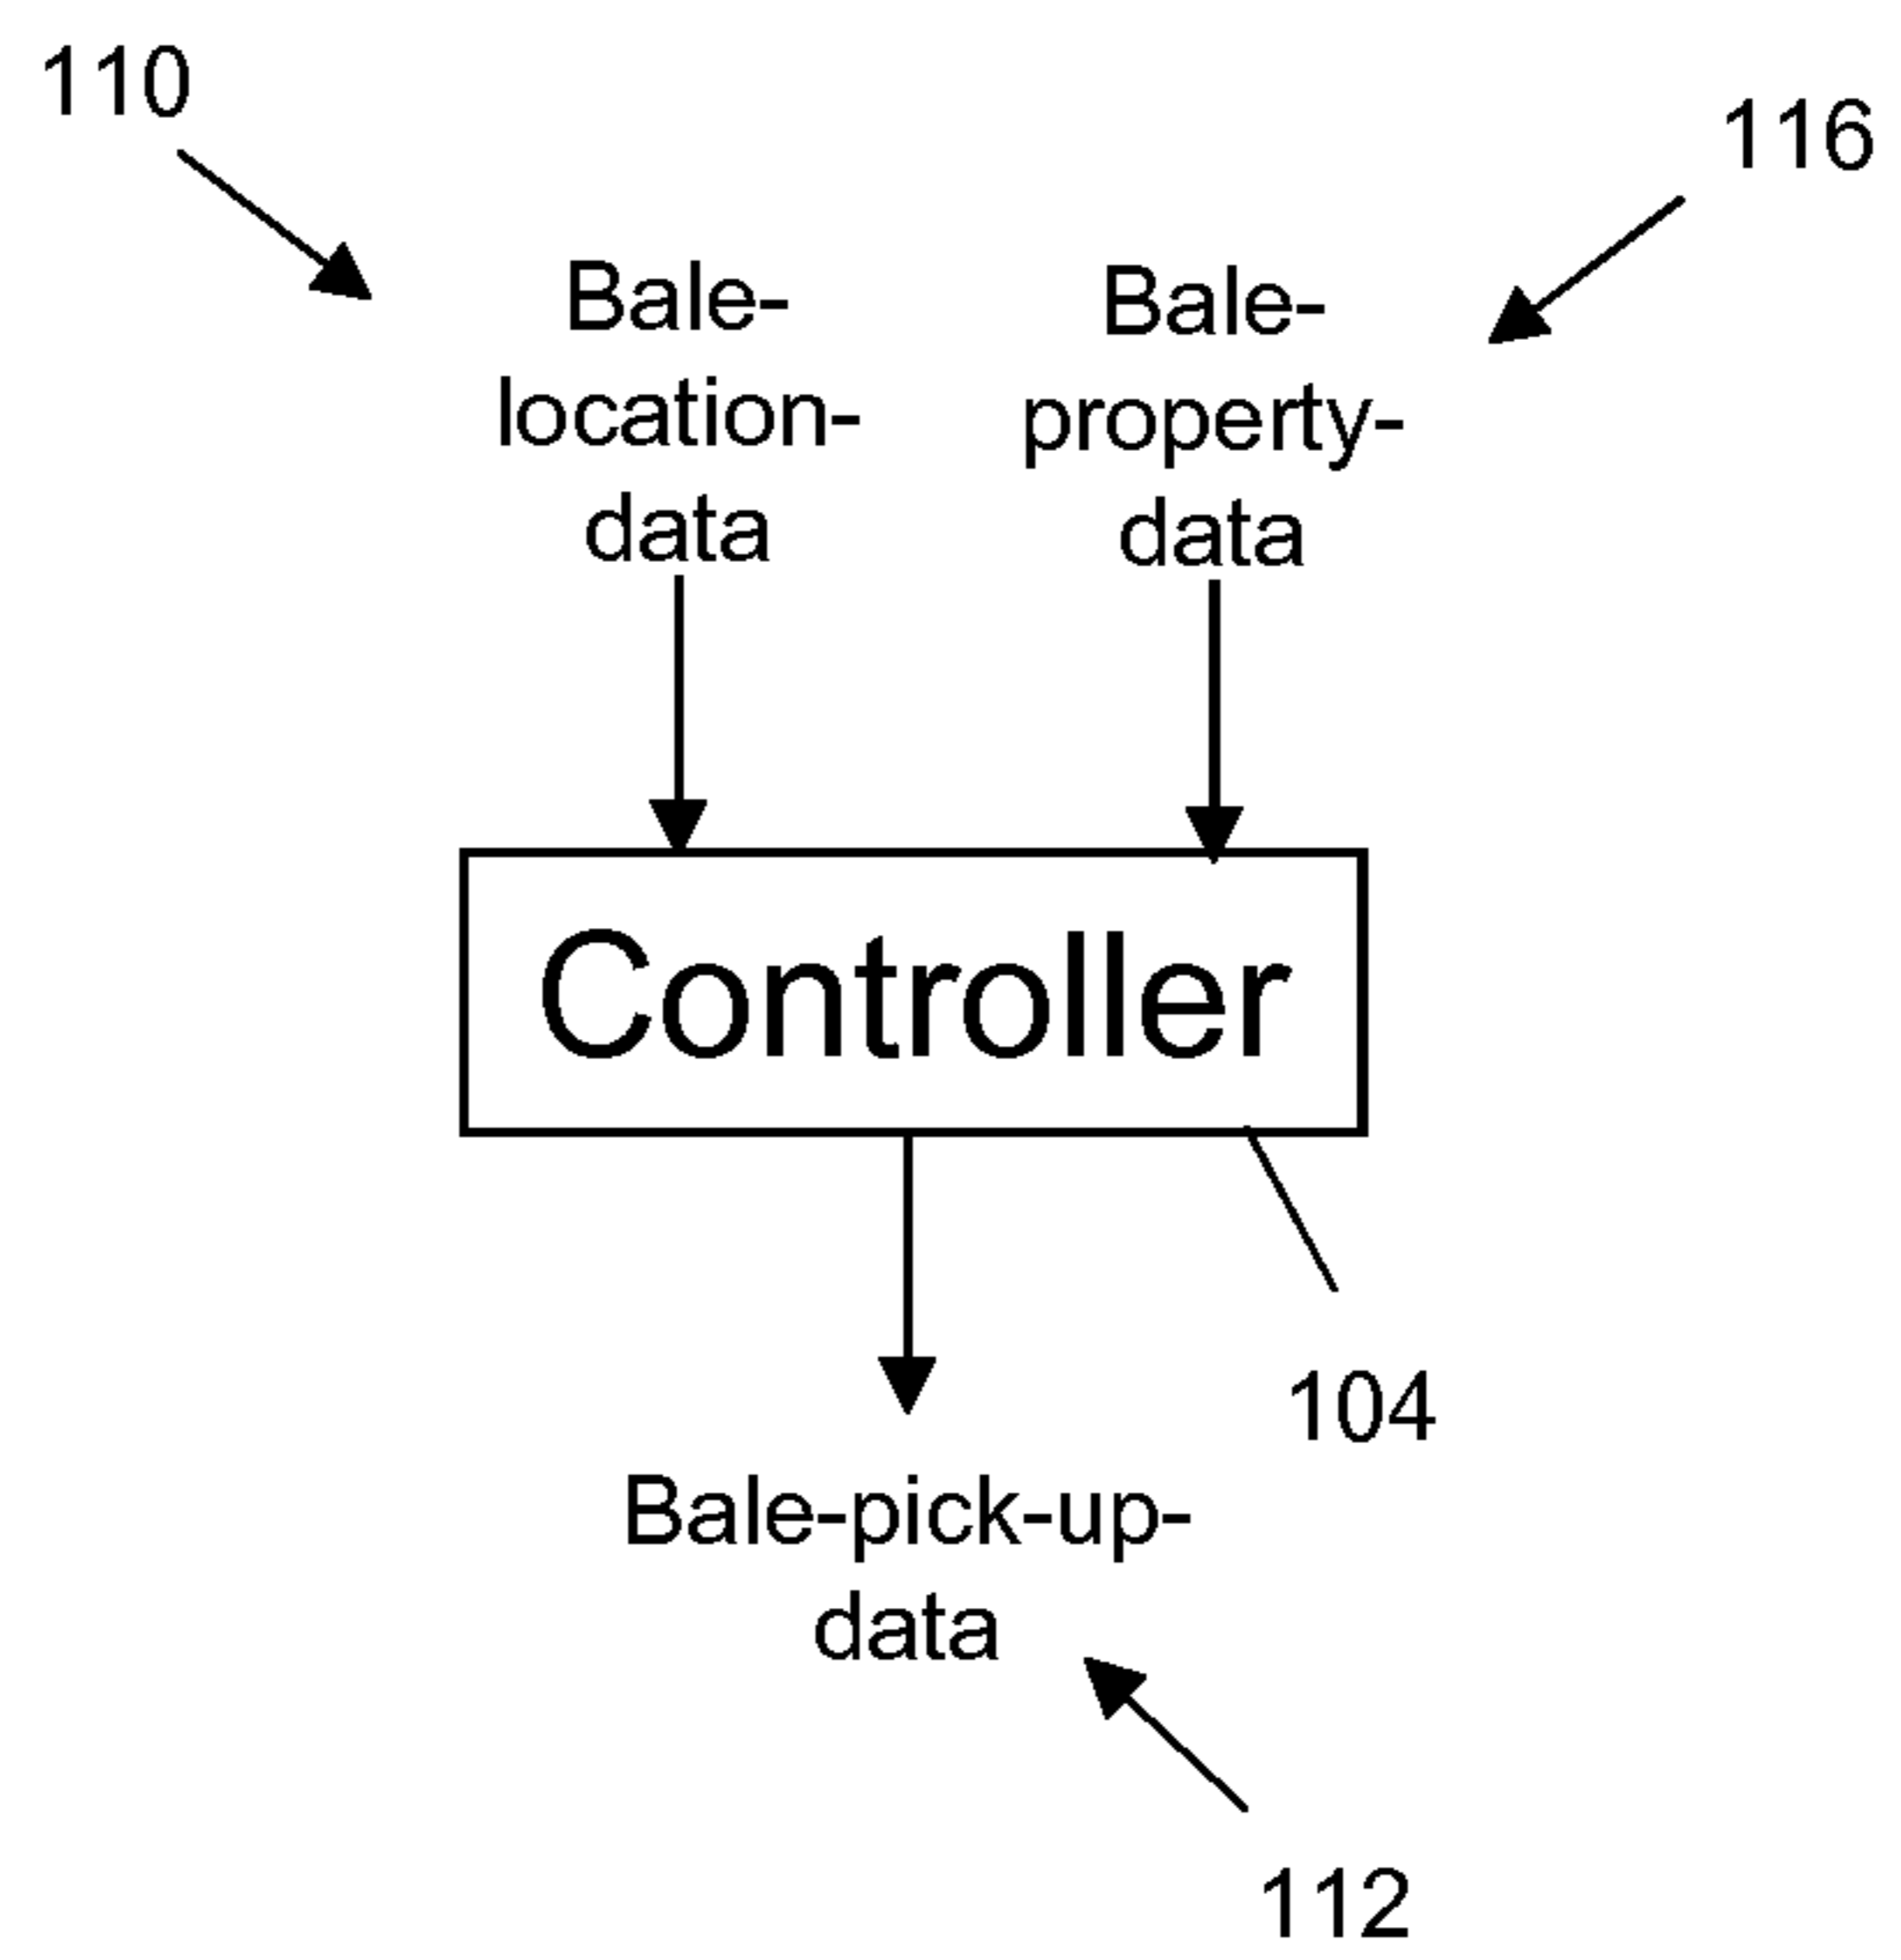 110
116
Bale-
location-
data
Bale-
property-
data
Controller
104
Bale-pick-up-
data
112